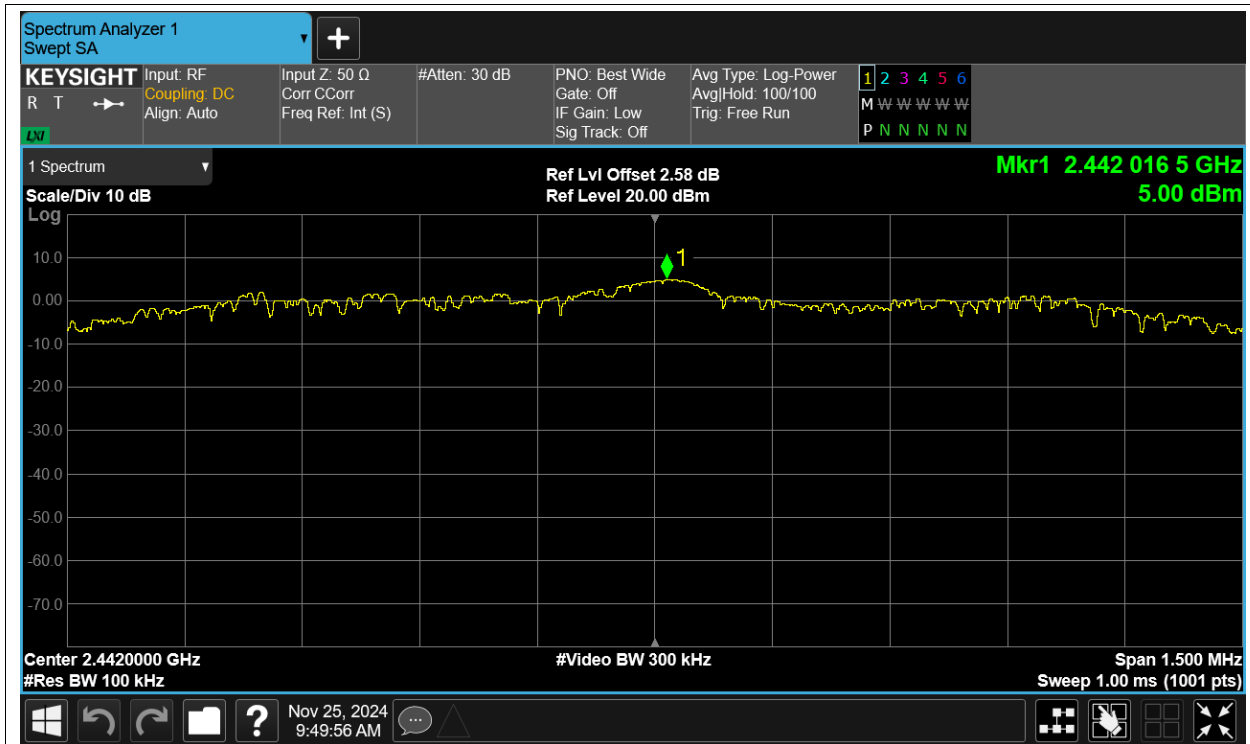 Spectrum Analyzer 1
Swept SA
KEYSIGHT
R T
LXI
Input: RF
Coupling: DC
Align: Auto
Input Z: 50 Ω
Corr CCorr
Freq Ref: Int (S)
#Atten: 30 dB
PNO: Best Wide
Gate: Off
IF Gain: Low
Sig Track: Off
Avg Type: Log-Power
Avg|Hold: 100/100
Trig: Free Run
1 2 3 4 5 6
M W W W W W
P N N N N N
1 Spectrum
Scale/Div 10 dB
Log
Ref Lvl Offset 2.58 dB
Ref Level 20.00 dBm
Mkr1 2.442 016 5 GHz
5.00 dBm
1
10.0
0.00
-10.0
-20.0
-30.0
-40.0
-50.0
-60.0
-70.0
Center 2.4420000 GHz
#Res BW 100 kHz
#Video BW 300 kHz
Span 1.500 MHz
Sweep 1.00 ms (1001 pts)
?
Nov 25, 2024
9:49:56 AM